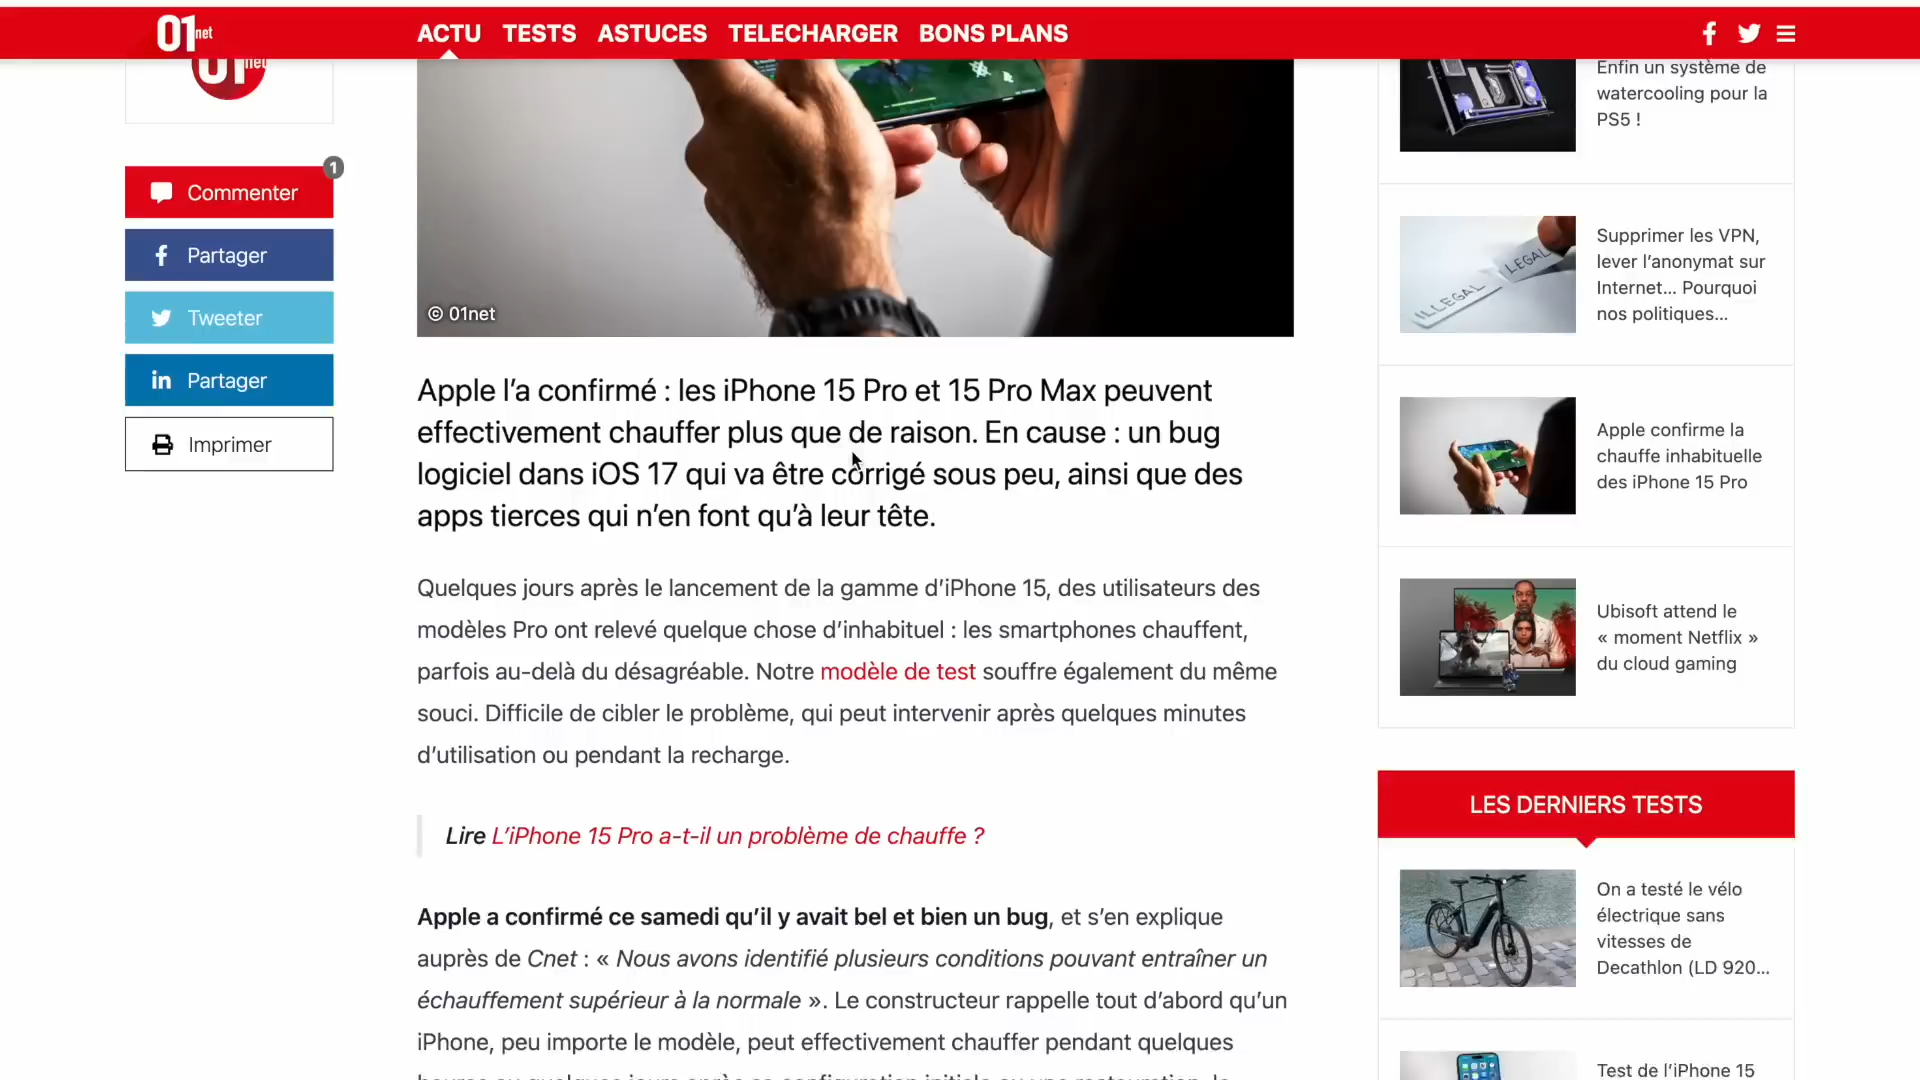 01net
ACTU TESTS ASTUCES TELECHARGER BONS PLANS
01net
1
Commenter
Partager
Tweeter
Partager
Imprimer
© 01net
Apple l’a confirmé : les iPhone 15 Pro et 15 Pro Max peuvent
effectivement chauffer plus que de raison. En cause : un bug
logiciel dans iOS 17 qui va être corrigé sous peu, ainsi que des
apps tierces qui n’en font qu’à leur tête.
Quelques jours après le lancement de la gamme d’iPhone 15, des utilisateurs des
modèles Pro ont relevé quelque chose d’inhabituel : les smartphones chauffent,
parfois au-delà du désagréable. Notre modèle de test souffre également du même
souci. Difficile de cibler le problème, qui peut intervenir après quelques minutes
d’utilisation ou pendant la recharge.
Lire L’iPhone 15 Pro a-t-il un problème de chauffe ?
Apple a confirmé ce samedi qu’il y avait bel et bien un bug, et s’en explique
auprès de Cnet : « Nous avons identifié plusieurs conditions pouvant entraîner un
échauffement supérieur à la normale ». Le constructeur rappelle tout d’abord qu’un
iPhone, peu importe le modèle, peut effectivement chauffer pendant quelques
Enfin un système de
watercooling pour la
PS5 !
ILLEGAL
LEGAL
Supprimer les VPN,
lever l’anonymat sur
Internet… Pourquoi
nos politiques...
Apple confirme la
chauffe inhabituelle
des iPhone 15 Pro
Ubisoft attend le
« moment Netflix »
du cloud gaming
LES DERNIERS TESTS
On a testé le vélo
électrique sans
vitesses de
Decathlon (LD 920...
Test de l’iPhone 15